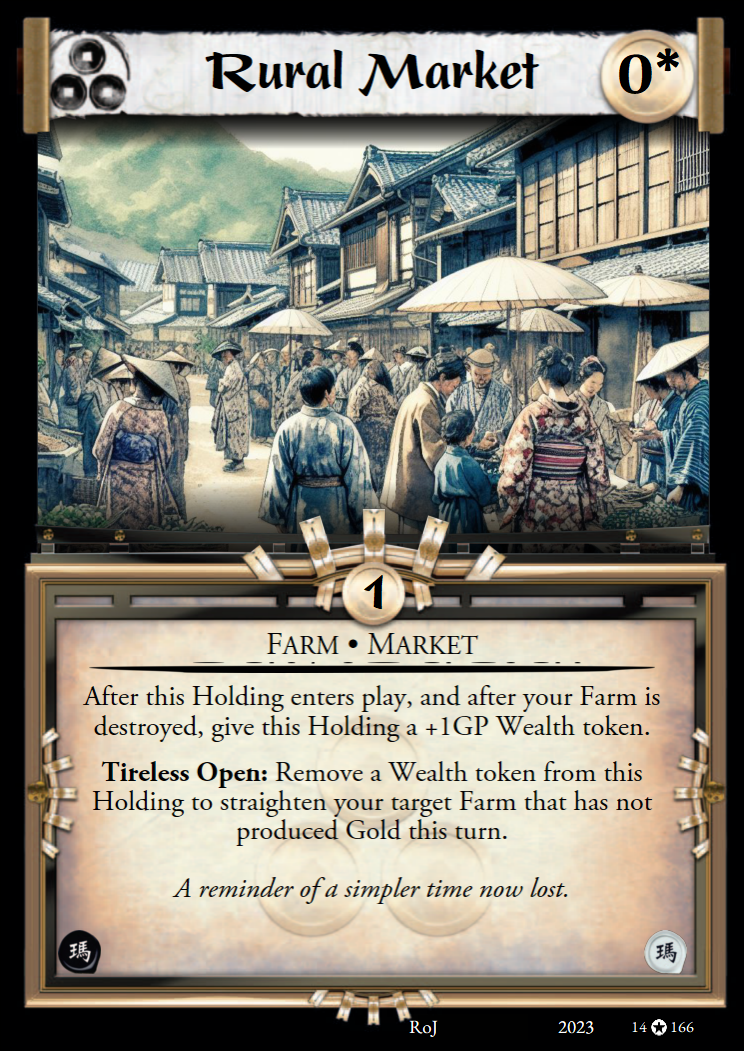 Rural Market
0*
1
Farm • Market
After this Holding enters play, and after your Farm is
destroyed, give this Holding a +1GP Wealth token.
Tireless Open: Remove a Wealth token from this
Holding to straighten your target Farm that has not
produced Gold this turn.
A reminder of a simpler time now lost.
瑪 瑪
RoJ 2023 14 ✪ 166